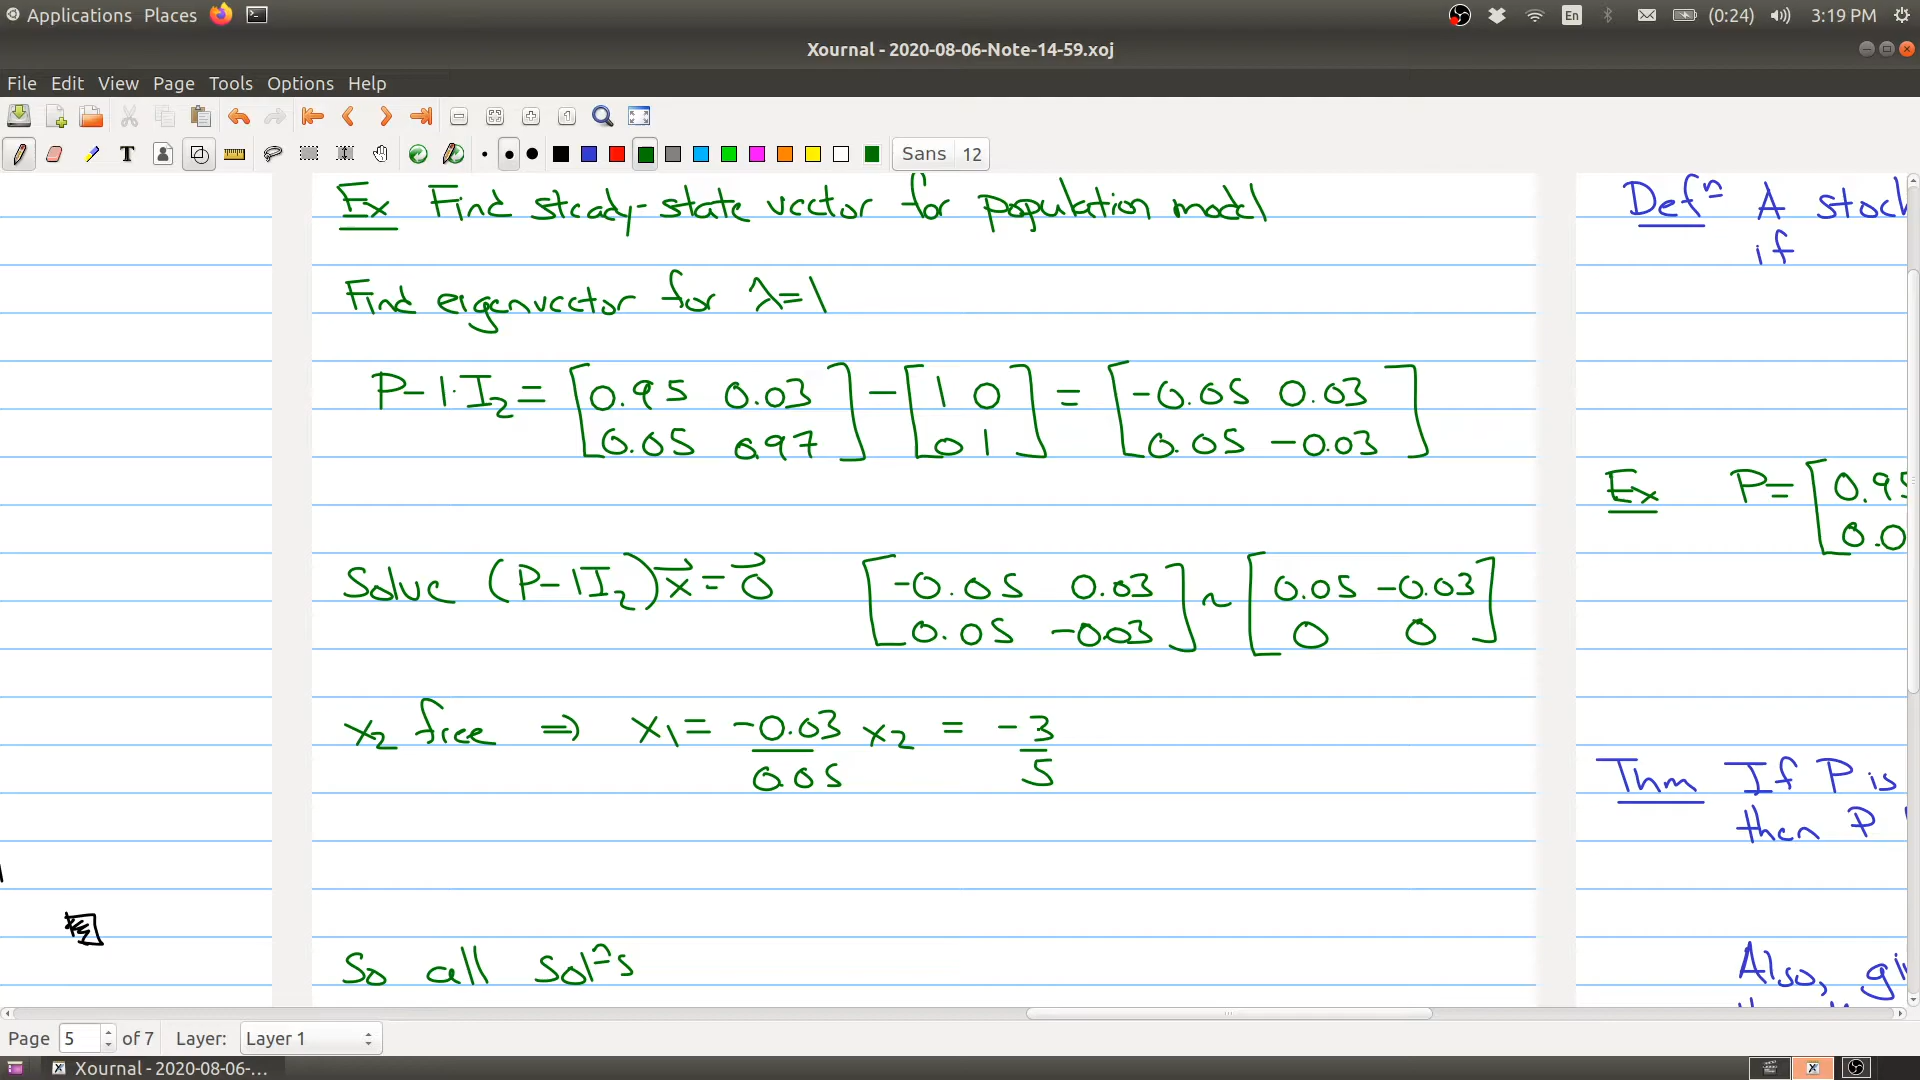 Applications Places (0:24) 3:19 PM
En
Xournal - 2020-08-06-Note-14-59.xoj
File Edit View Page Tools Options Help
Sans 12
Ex Find steady-state vector for population model
Find eigenvector for λ=1
P-1·I₂ = [0.95 0.03] - [1 0] = [-0.05 0.03]
[0.05 0.97] [0 1] [0.05 -0.03]
Solve (P-1I₂)x⃗=0⃗ [-0.05 0.03] ~ [0.05 -0.03]
[0.05 -0.03] [0 0]
x₂ free ⇒ x₁ = -0.03/0.05 x₂ = -3/5
So all solⁿs
Defⁿ A stoch
if
Ex P= [0.95
0.0
Thm If P is
then P
Also, gi
Page 5 of 7 Layer: Layer 1
Xournal - 2020-08-06-...